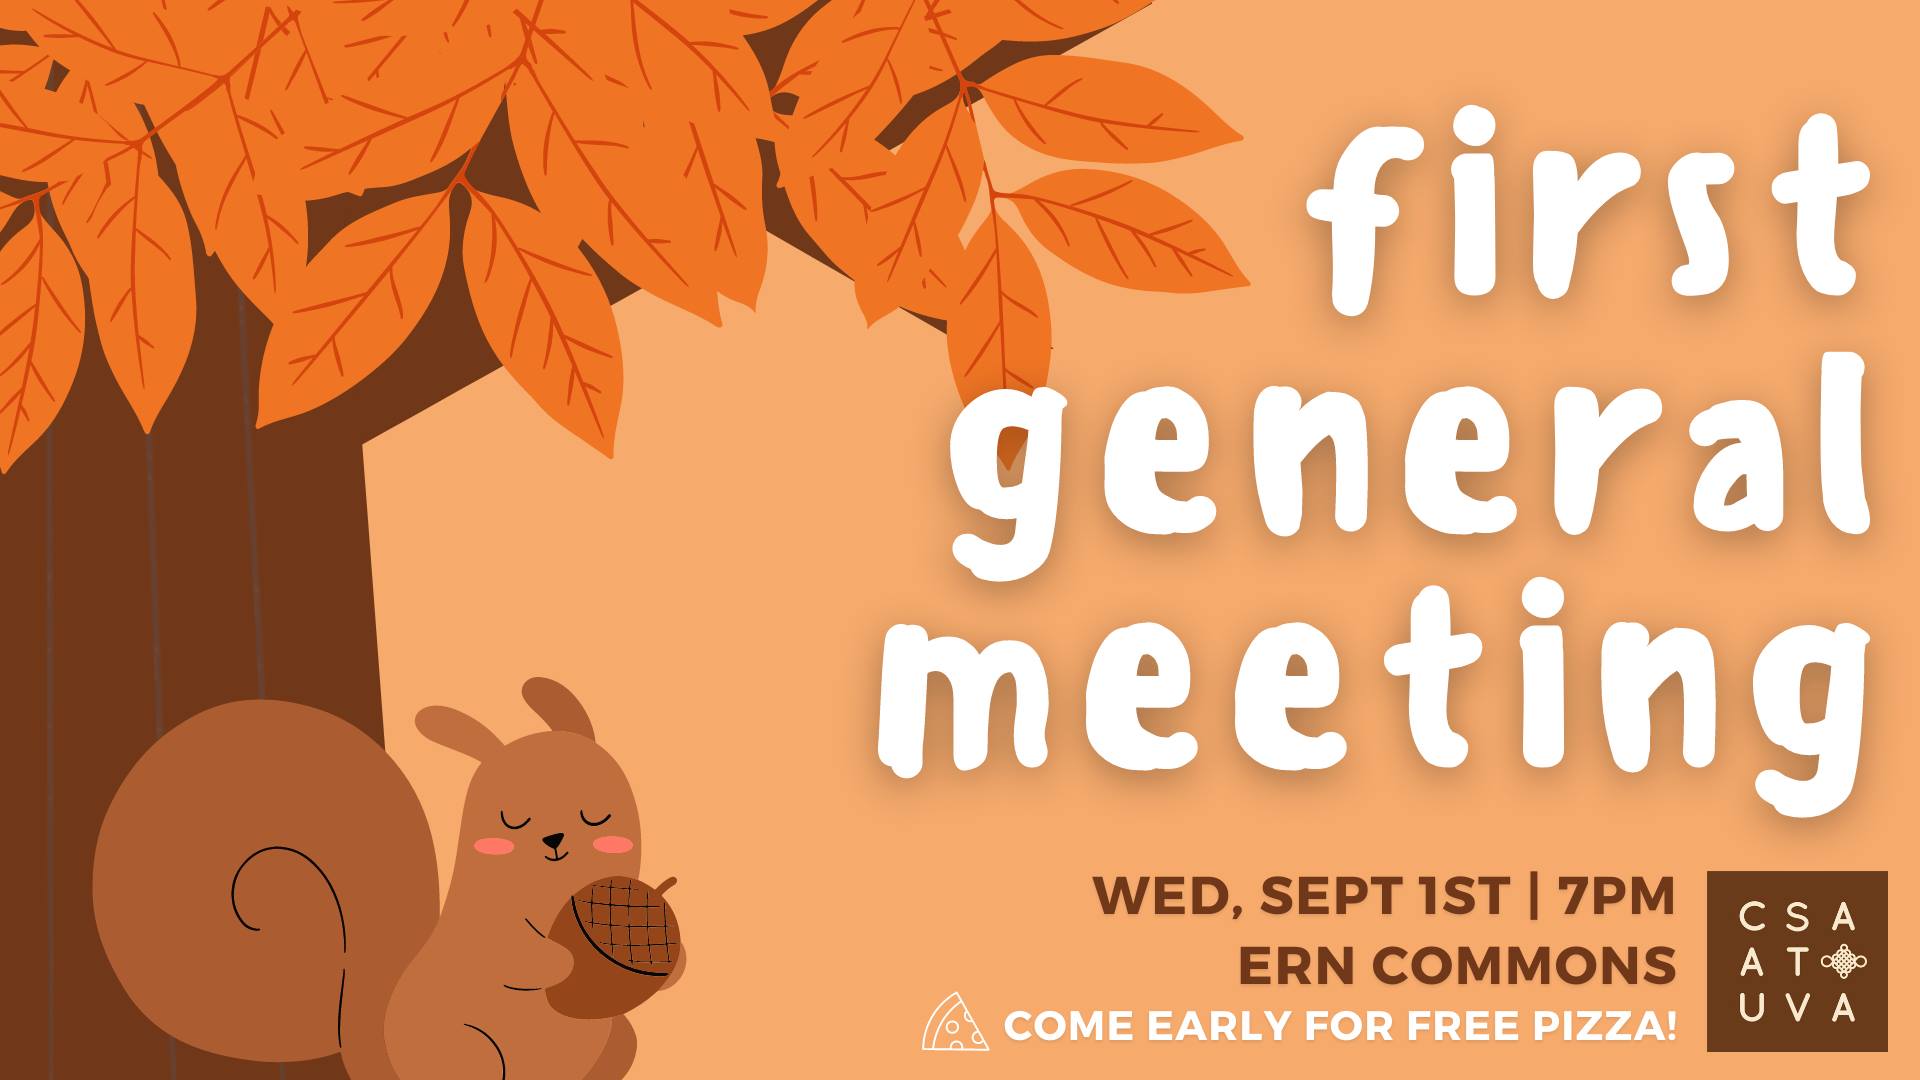 first
general
meeting
WED, SEPT 1ST | 7PM
ERN COMMONS
COME EARLY FOR FREE PIZZA!
CSA
AT
UVA